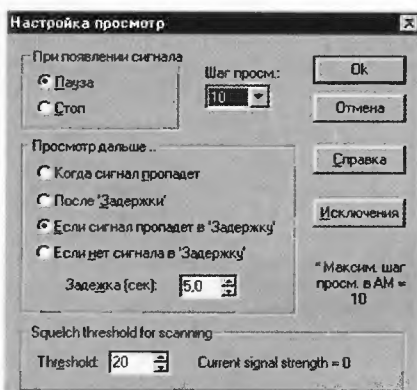 Настройка просмотр
При появлении сигнала
Пауза
Стоп
Шаг просм.:
10
Ok
Отмена
Справка
Исключения
Просмотр дальше ..
Когда сигнал пропадет
После 'Задержки'
Если сигнал пропадет в 'Задержку'
Если нет сигнала в 'Задержку'
Задежка (сек): 5,0
* Максим. шаг
просм. в AM =
10
Squelch threshold for scanning
Threshold: 20 Current signal strength = 0